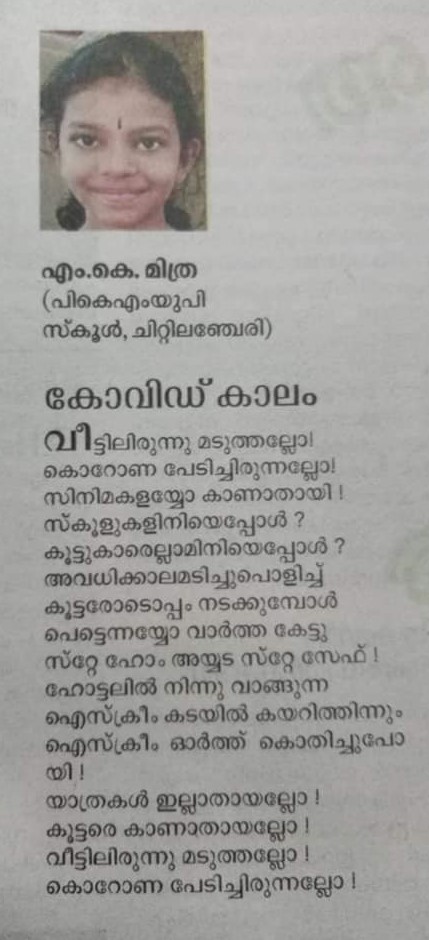 എം.കെ. മിത്ര
(പികെഎംയുപി
സ്കൂൾ, ചിറ്റിലഞ്ചേരി)
കോവിഡ് കാലം
വീട്ടിലിരുന്നു മടുത്തല്ലോ!
കൊറോണ പേടിച്ചിരുന്നല്ലോ!
സിനിമകളയ്യോ കാണാതായി !
സ്കൂളുകളിനിയെപ്പോൾ ?
കൂട്ടുകാരെല്ലാമിനിയെപ്പോൾ ?
അവധിക്കാലമടിച്ചുപൊളിച്ച്
കൂട്ടരോടൊപ്പം നടക്കുമ്പോൾ
പെട്ടെന്നയ്യോ വാർത്ത കേട്ടു
സ്റ്റേ ഹോം അയ്യട സ്റ്റേ സേഫ് !
ഹോട്ടലിൽ നിന്നു വാങ്ങുന്ന
ഐസ്ക്രീം കടയിൽ കയറിത്തിന്നും
ഐസ്ക്രീം ഓർത്ത് കൊതിച്ചുപോ
യി !
യാത്രകൾ ഇല്ലാതായല്ലോ !
കൂട്ടരെ കാണാതായല്ലോ !
വീട്ടിലിരുന്നു മടുത്തല്ലോ !
കൊറോണ പേടിച്ചിരുന്നല്ലോ !